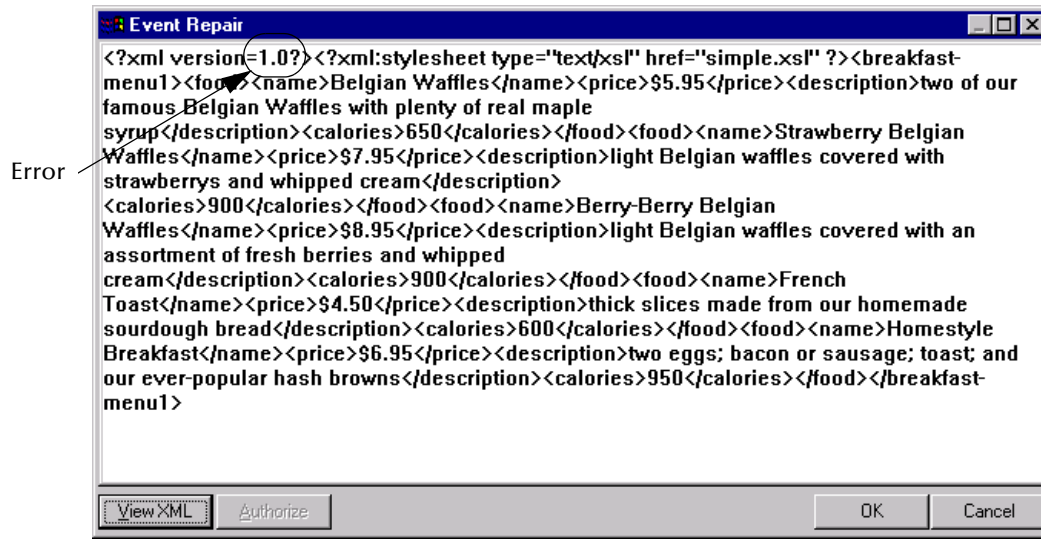 Event Repair
<?xml version=1.0?><?xml:stylesheet type="text/xsl" href="simple.xsl" ?><breakfast-
menu1><food><name>Belgian Waffles</name><price>$5.95</price><description>two of our
famous Belgian Waffles with plenty of real maple
syrup</description><calories>650</calories></food><food><name>Strawberry Belgian
Waffles</name><price>$7.95</price><description>light Belgian waffles covered with
strawberrys and whipped cream</description>
<calories>900</calories></food><food><name>Berry-Berry Belgian
Waffles</name><price>$8.95</price><description>light Belgian waffles covered with an
assortment of fresh berries and whipped
cream</description><calories>900</calories></food><food><name>French
Toast</name><price>$4.50</price><description>thick slices made from our homemade
sourdough bread</description><calories>600</calories></food><food><name>Homestyle
Breakfast</name><price>$6.95</price><description>two eggs; bacon or sausage; toast; and
our ever-popular hash browns</description><calories>950</calories></food></breakfast-
menu1>
Error
View XML Authorize OK Cancel